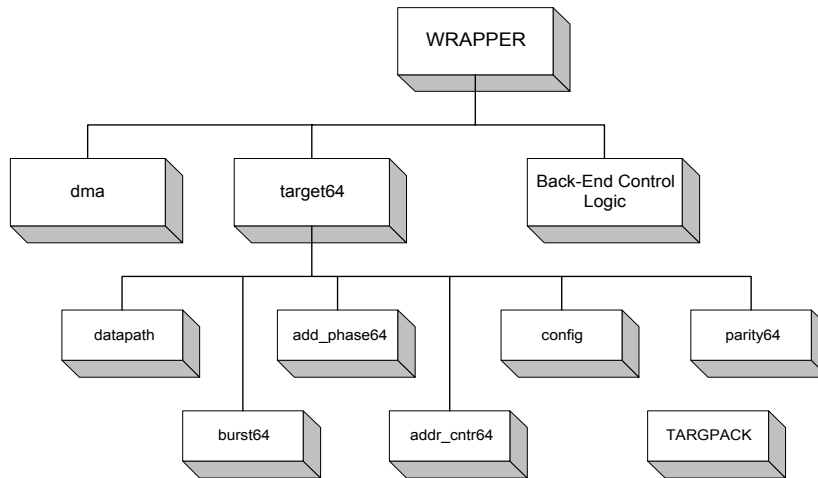 WRAPPER
dma
target64
Back-End Control
Logic
datapath
add_phase64
config
parity64
burst64
addr_cntr64
TARGPACK